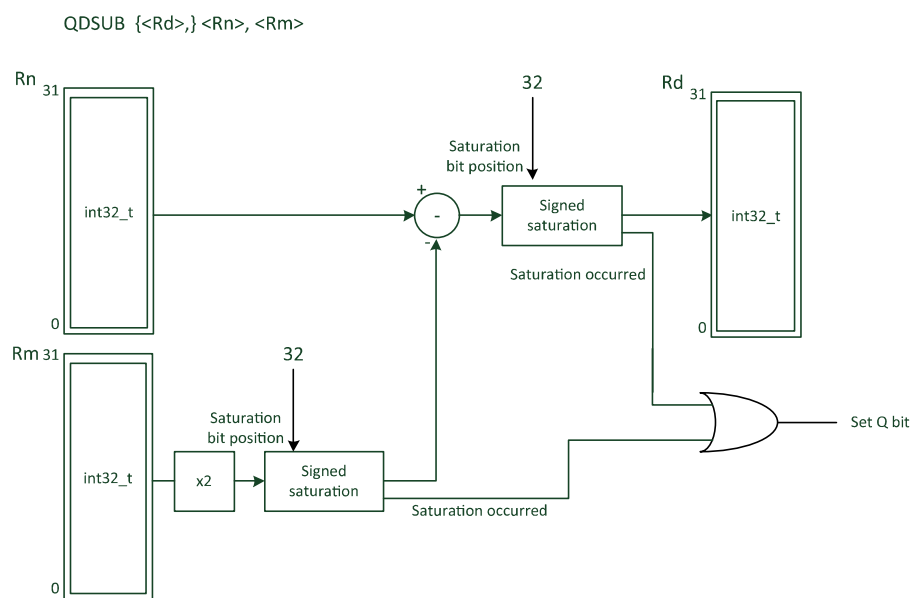 QDSUB {<Rd>,} <Rn>, <Rm>
Rn
31
int32_t
0
32
Saturation
bit position
+
-
-
Signed
saturation
Saturation occurred
Rd
31
int32_t
0
Rm
31
int32_t
0
x2
32
Saturation
bit position
Signed
saturation
Saturation occurred
Set Q bit